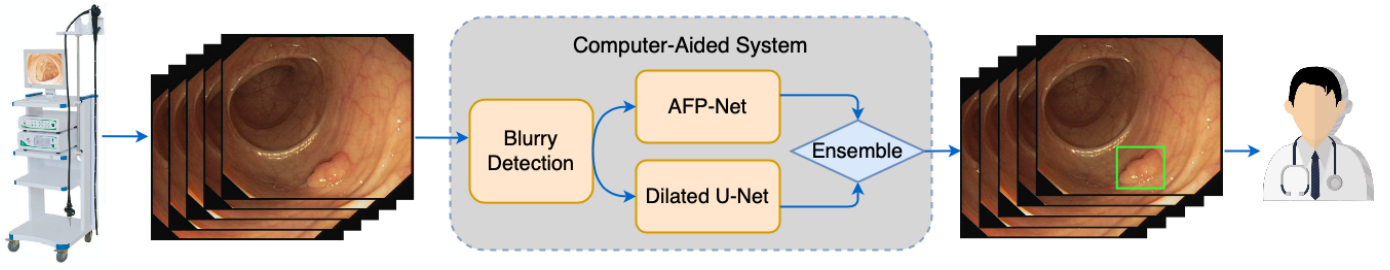 Computer-Aided System
Blurry
Detection
AFP-Net
Dilated U-Net
Ensemble